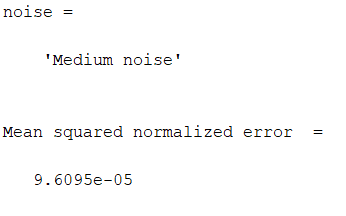 noise =
'Medium noise'
Mean squared normalized error  =
9.6095e-05